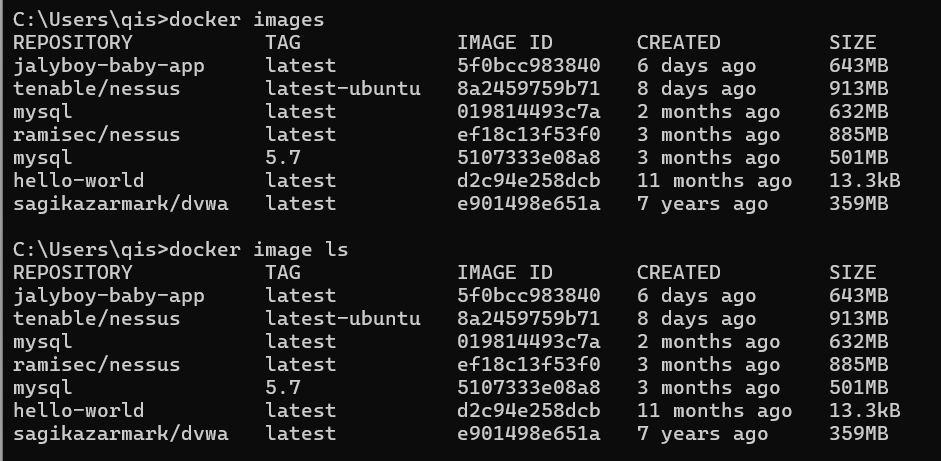 C:\Users\qis>docker images
REPOSITORY TAG IMAGE ID CREATED SIZE
jalyboy-baby-app latest 5f0bcc983840 6 days ago 643MB
tenable/nessus latest-ubuntu 8a2459759b71 8 days ago 913MB
mysql latest 019814493c7a 2 months ago 632MB
ramisec/nessus latest ef18c13f53f0 3 months ago 885MB
mysql 5.7 5107333e08a8 3 months ago 501MB
hello-world latest d2c94e258dcb 11 months ago 13.3kB
sagikazarmark/dvwa latest e901498e651a 7 years ago 359MB
C:\Users\qis>docker image ls
REPOSITORY TAG IMAGE ID CREATED SIZE
jalyboy-baby-app latest 5f0bcc983840 6 days ago 643MB
tenable/nessus latest-ubuntu 8a2459759b71 8 days ago 913MB
mysql latest 019814493c7a 2 months ago 632MB
ramisec/nessus latest ef18c13f53f0 3 months ago 885MB
mysql 5.7 5107333e08a8 3 months ago 501MB
hello-world latest d2c94e258dcb 11 months ago 13.3kB
sagikazarmark/dvwa latest e901498e651a 7 years ago 359MB